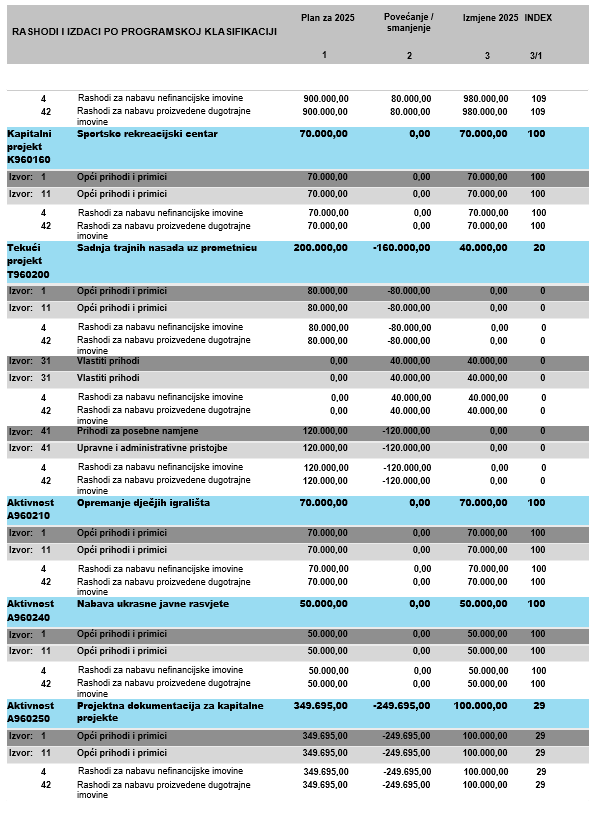 RASHODI I IZDACI PO PROGRAMSKOJ KLASIFIKACIJI Plan za 2025 Povećanje / smanjenje Izmjene 2025 INDEX
1 2 3 3/1
4 Rashodi za nabavu nefinancijske imovine 900.000,00 80.000,00 980.000,00 109
42 Rashodi za nabavu proizvedene dugotrajne 900.000,00 80.000,00 980.000,00 109
imovine
Kapitalni Sportsko rekreacijski centar 70.000,00 0,00 70.000,00 100
projekt
K960160
Izvor: 1 Opći prihodi i primici 70.000,00 0,00 70.000,00 100
Izvor: 11 Opći prihodi i primici 70.000,00 0,00 70.000,00 100
4 Rashodi za nabavu nefinancijske imovine 70.000,00 0,00 70.000,00 100
42 Rashodi za nabavu proizvedene dugotrajne 70.000,00 0,00 70.000,00 100
imovine
Tekući Sadnja trajnih nasada uz prometnicu 200.000,00 -160.000,00 40.000,00 20
projekt
T960200
Izvor: 1 Opći prihodi i primici 80.000,00 -80.000,00 0,00 0
Izvor: 11 Opći prihodi i primici 80.000,00 -80.000,00 0,00 0
4 Rashodi za nabavu nefinancijske imovine 80.000,00 -80.000,00 0,00 0
42 Rashodi za nabavu proizvedene dugotrajne 80.000,00 -80.000,00 0,00 0
imovine
Izvor: 31 Vlastiti prihodi 0,00 40.000,00 40.000,00 0
Izvor: 31 Vlastiti prihodi 0,00 40.000,00 40.000,00 0
4 Rashodi za nabavu nefinancijske imovine 0,00 40.000,00 40.000,00 0
42 Rashodi za nabavu proizvedene dugotrajne 0,00 40.000,00 40.000,00 0
imovine
Izvor: 41 Prihodi za posebne namjene 120.000,00 -120.000,00 0,00 0
Izvor: 41 Upravne i administrativne pristojbe 120.000,00 -120.000,00 0,00 0
4 Rashodi za nabavu nefinancijske imovine 120.000,00 -120.000,00 0,00 0
42 Rashodi za nabavu proizvedene dugotrajne 120.000,00 -120.000,00 0,00 0
imovine
Aktivnost Opremanje dječjih igrališta 70.000,00 0,00 70.000,00 100
A960210
Izvor: 1 Opći prihodi i primici 70.000,00 0,00 70.000,00 100
Izvor: 11 Opći prihodi i primici 70.000,00 0,00 70.000,00 100
4 Rashodi za nabavu nefinancijske imovine 70.000,00 0,00 70.000,00 100
42 Rashodi za nabavu proizvedene dugotrajne 70.000,00 0,00 70.000,00 100
imovine
Aktivnost Nabava ukrasne javne rasvjete 50.000,00 0,00 50.000,00 100
A960240
Izvor: 1 Opći prihodi i primici 50.000,00 0,00 50.000,00 100
Izvor: 11 Opći prihodi i primici 50.000,00 0,00 50.000,00 100
4 Rashodi za nabavu nefinancijske imovine 50.000,00 0,00 50.000,00 100
42 Rashodi za nabavu proizvedene dugotrajne 50.000,00 0,00 50.000,00 100
imovine
Aktivnost Projektna dokumentacija za kapitalne 349.695,00 -249.695,00 100.000,00 29
A960250 projekte
Izvor: 1 Opći prihodi i primici 349.695,00 -249.695,00 100.000,00 29
Izvor: 11 Opći prihodi i primici 349.695,00 -249.695,00 100.000,00 29
4 Rashodi za nabavu nefinancijske imovine 349.695,00 -249.695,00 100.000,00 29
42 Rashodi za nabavu proizvedene dugotrajne 349.695,00 -249.695,00 100.000,00 29
imovine